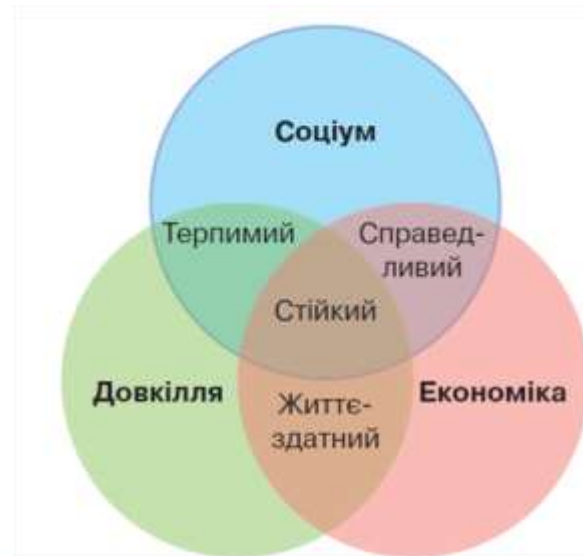 Соціум
Терпимий
Справед-
ливий
Стійкий
Довкілля
Життє-
здатний
Економіка